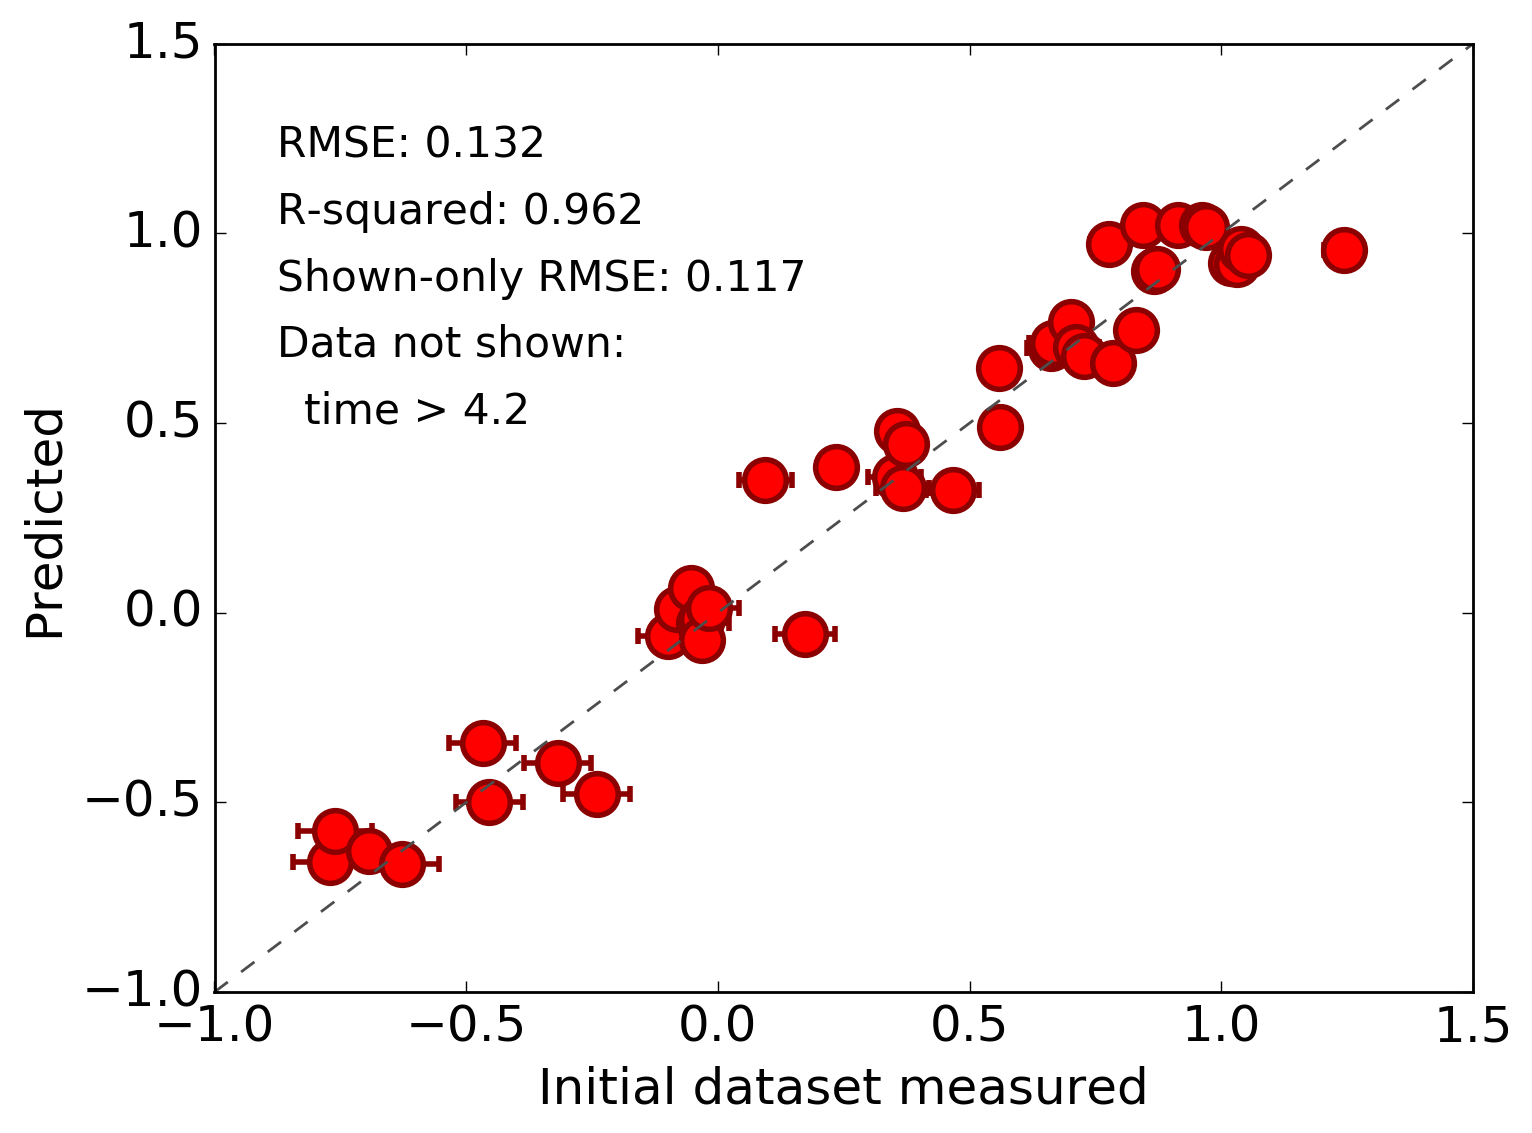 1.5
RMSE: 0.132
R-squared: 0.962
1.0
Shown-only RMSE: 0.117
Data not shown:
time > 4.2
0.5
Predicted
0.0
−0.5
−1.0
−1.0 −0.5 0.0 0.5 1.0 1.5
Initial dataset measured